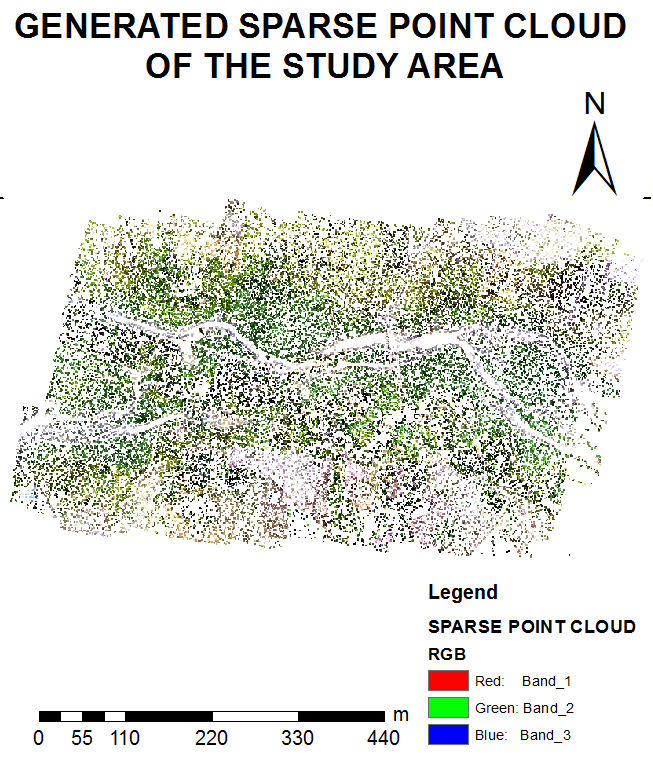 GENERATED SPARSE POINT CLOUD
OF THE STUDY AREA
N
Legend
SPARSE POINT CLOUD
RGB
Red: Band_1
Green: Band_2
Blue: Band_3
m
0 55 110 220 330 440